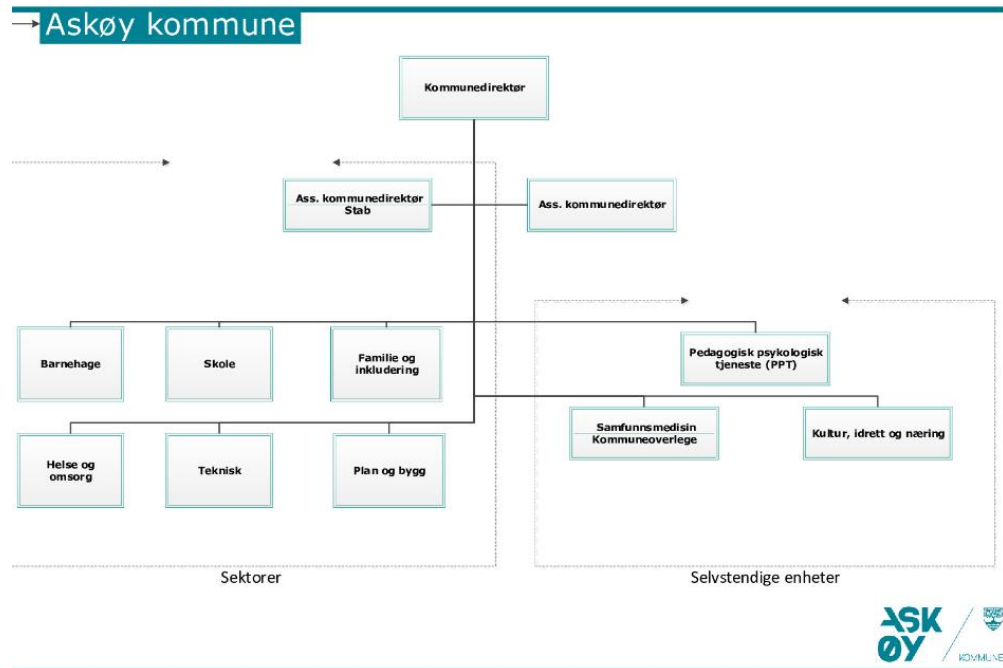 Askøy kommune
Kommunedirektør
Ass. kommunedirektør
Stab
Ass. kommunedirektør
Barnehage
Skole
Familie og
inkludering
Pedagogisk psykologisk
tjeneste (PPT)
Samfunnsmedisin
Kommuneoverlege
Kultur, idrett og næring
Helse og
omsorg
Teknisk
Plan og bygg
Sektorer
Selvstendige enheter
ASK
ØY
KOMMUNE